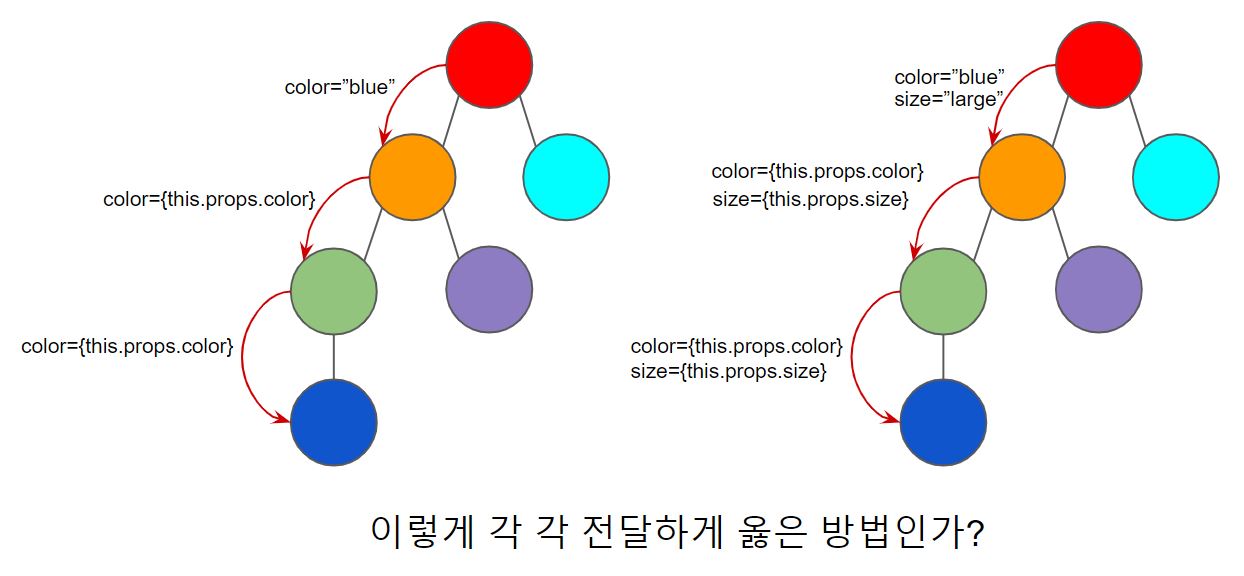 color=”blue”
color={this.props.color}
color={this.props.color}
color=”blue”
size=”large”
color={this.props.color}
size={this.props.size}
color={this.props.color}
size={this.props.size}
이렇게 각 각 전달하게 옳은 방법인가?